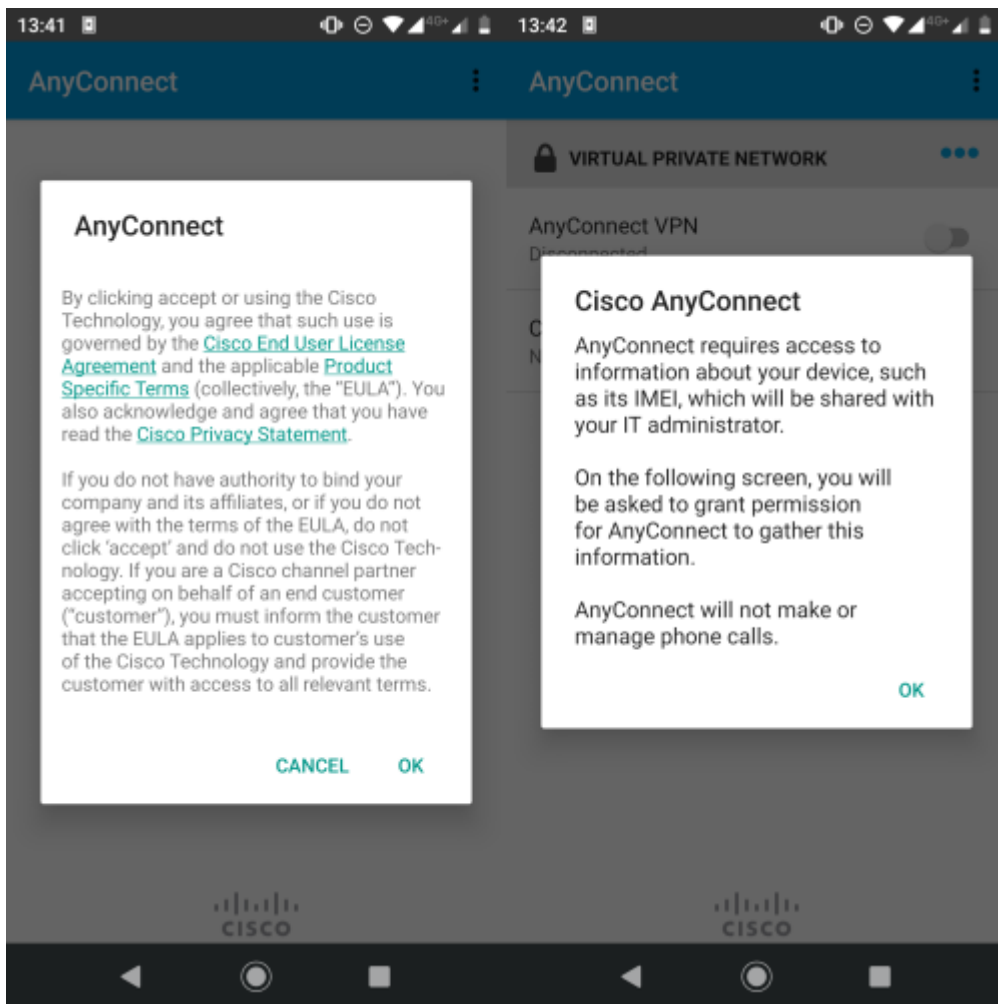 13:41
4G+
AnyConnect
AnyConnect
By clicking accept or using the Cisco
Technology, you agree that such use is
governed by the Cisco End User License
Agreement and the applicable Product
Specific Terms (collectively, the “EULA”). You
also acknowledge and agree that you have
read the Cisco Privacy Statement.
If you do not have authority to bind your
company and its affiliates, or if you do not
agree with the terms of the EULA, do not
click ‘accept’ and do not use the Cisco Tech-
nology. If you are a Cisco channel partner
accepting on behalf of an end customer
(“customer”), you must inform the customer
that the EULA applies to customer’s use
of the Cisco Technology and provide the
customer with access to all relevant terms.
CANCEL OK
CISCO
13:42
4G+
AnyConnect
VIRTUAL PRIVATE NETWORK
AnyConnect VPN
Disconnected
C
N
Cisco AnyConnect
AnyConnect requires access to
information about your device, such
as its IMEI, which will be shared with
your IT administrator.
On the following screen, you will
be asked to grant permission
for AnyConnect to gather this
information.
AnyConnect will not make or
manage phone calls.
OK
CISCO